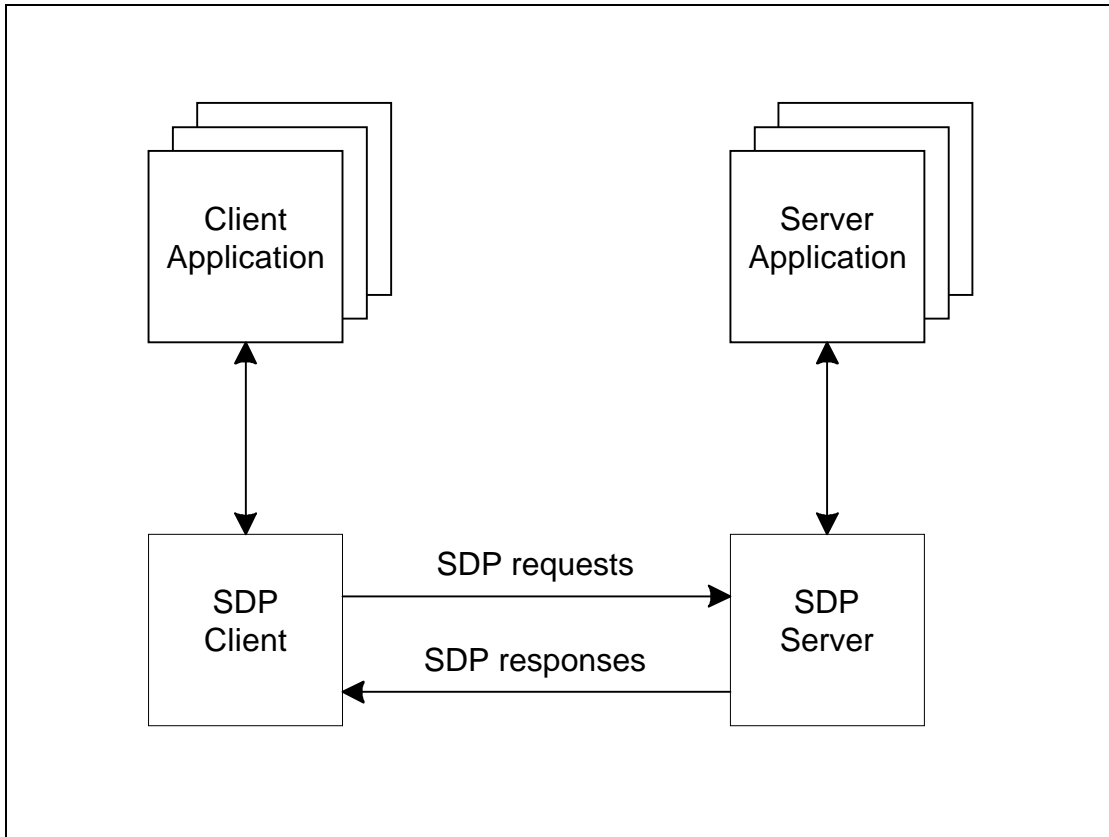 Client
Application
Server
Application
SDP requests
SDP
Client
SDP
Server
SDP responses